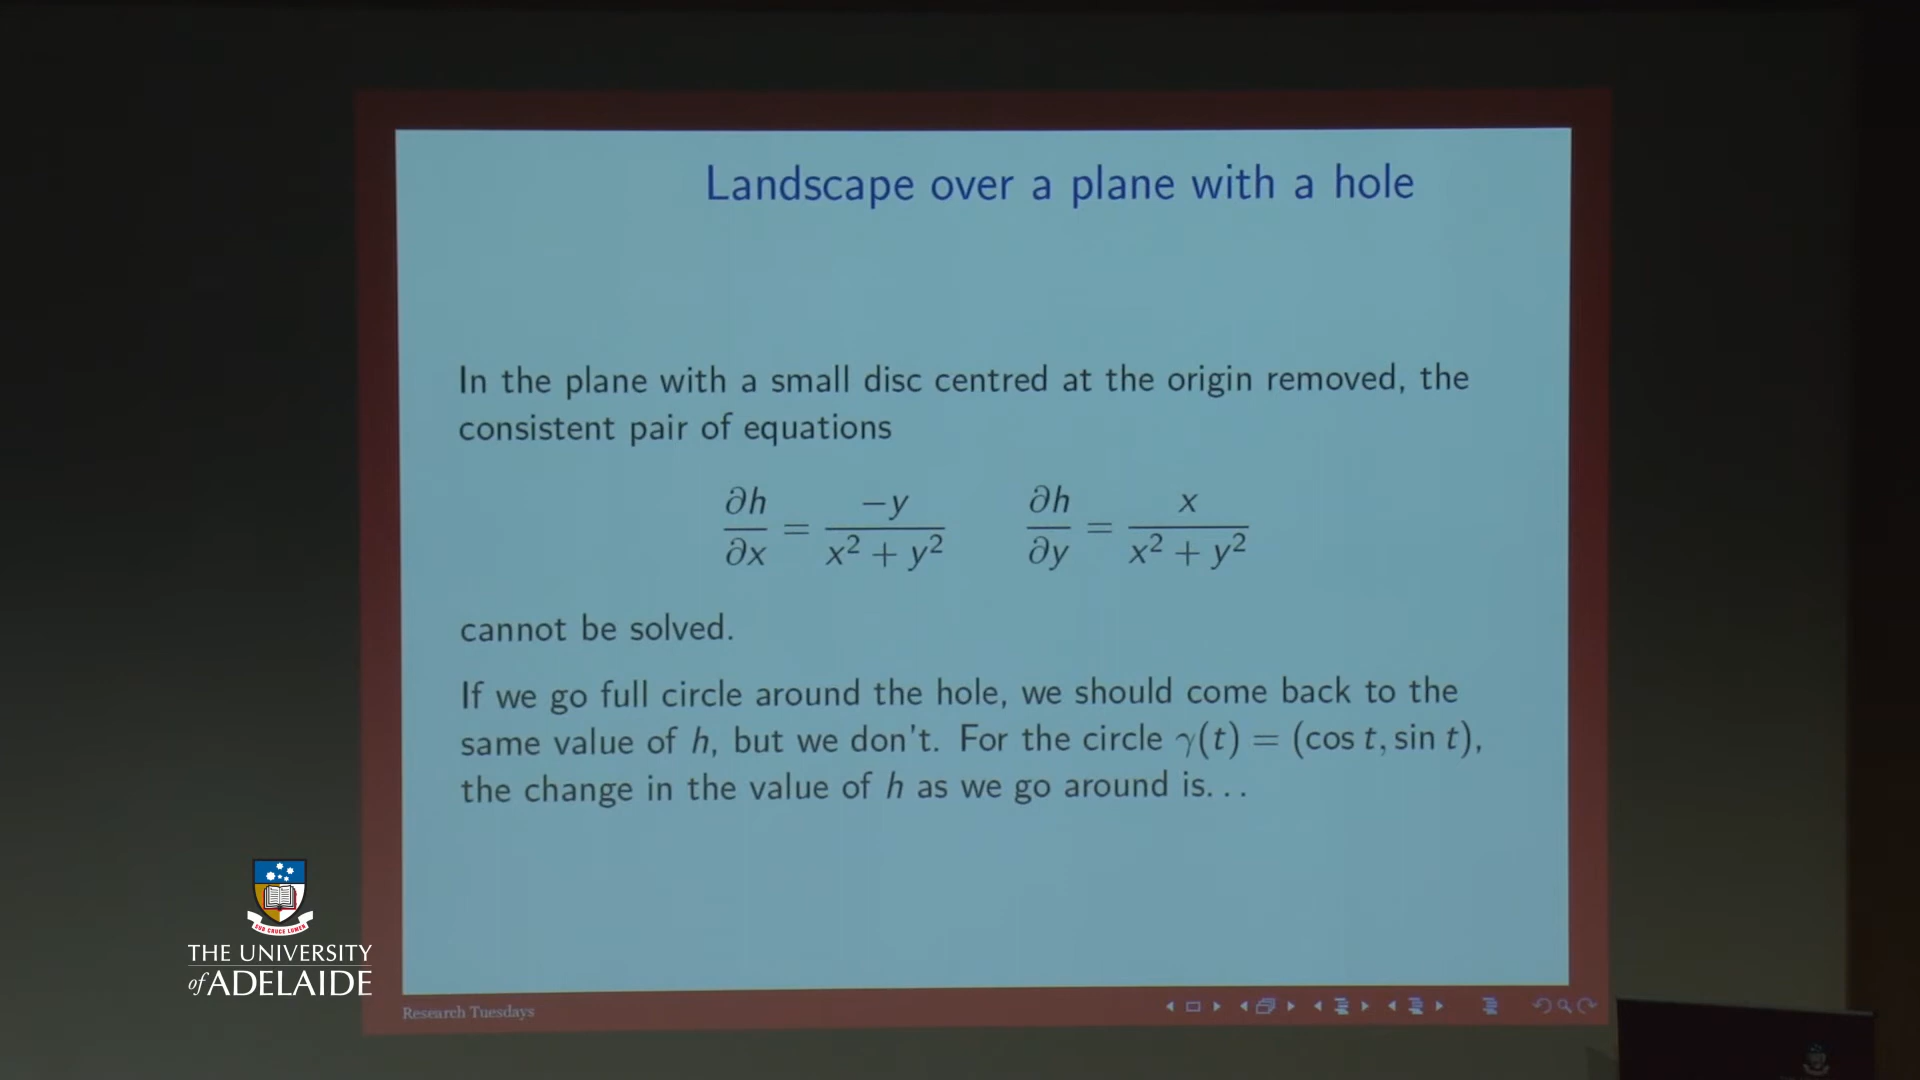 Landscape over a plane with a hole
In the plane with a small disc centred at the origin removed, the
consistent pair of equations
∂h/∂x = −y/(x² + y²)    ∂h/∂y = x/(x² + y²)
cannot be solved.
If we go full circle around the hole, we should come back to the
same value of h, but we don't. For the circle γ(t) = (cos t, sin t),
the change in the value of h as we go around is...
SUB CRUCE LUMEN
THE UNIVERSITY
of ADELAIDE
Research Tuesdays